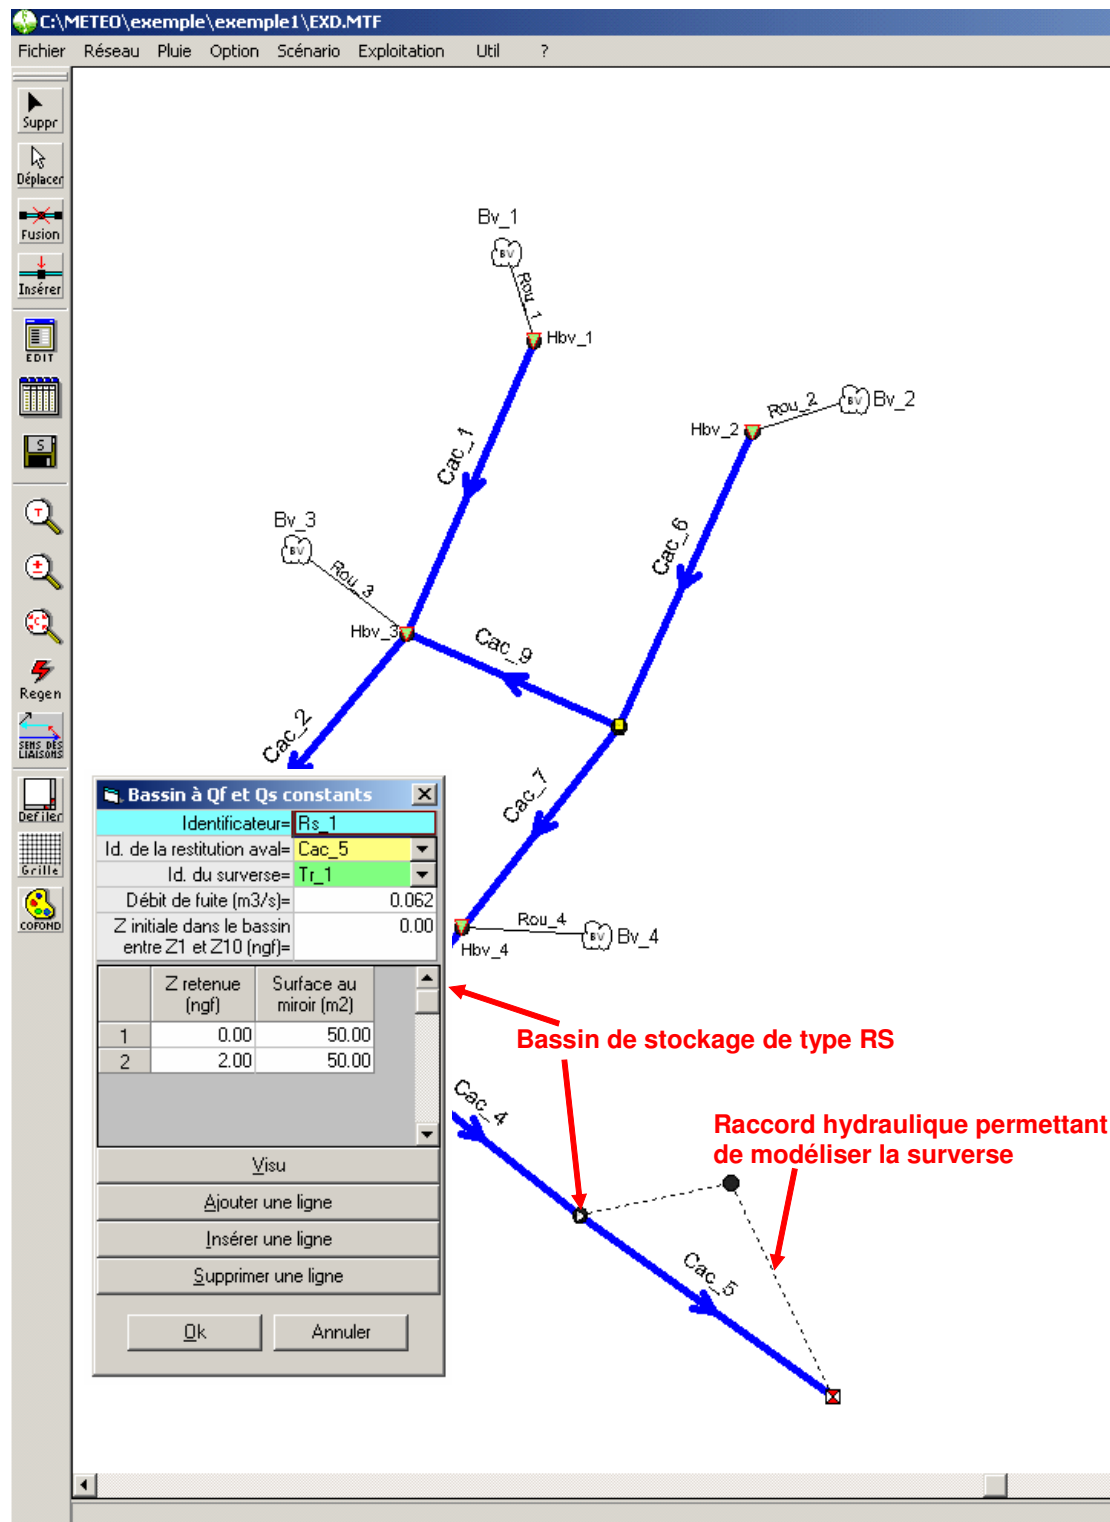 C:\METEO\exemple\exemple1\EXD.MTF
Fichier Réseau Pluie Option Scénario Exploitation Util ?
Suppr
Déplacer
Fusion
Insérer
EDIT
S
T
±
C
Regen
SENS DES
LIAISONS
Defiler
Grille
COFOND
Bv_1
BV
Rou_1
Hbv_1
Cac_1
Rou_2
BV
Bv_2
Hbv_2
Cac_6
Bv_3
BV
Rou_3
Hbv_3
Cac_9
Cac_2
Cac_7
Rou_4
BV
Bv_4
Hbv_4
Bassin à Qf et Qs constants
Identificateur= Rs_1
Id. de la restitution aval= Cac_5
Id. du surverse= Tr_1
Débit de fuite (m3/s)= 0.062
Z initiale dans le bassin 0.00
entre Z1 et Z10 (ngf)=
Z retenue Surface au
(ngf) miroir (m2)
1 0.00 50.00
2 2.00 50.00
Visu
Ajouter une ligne
Insérer une ligne
Supprimer une ligne
Ok Annuler
Bassin de stockage de type RS
Cac_4
Raccord hydraulique permettant
de modéliser la surverse
Cac_5